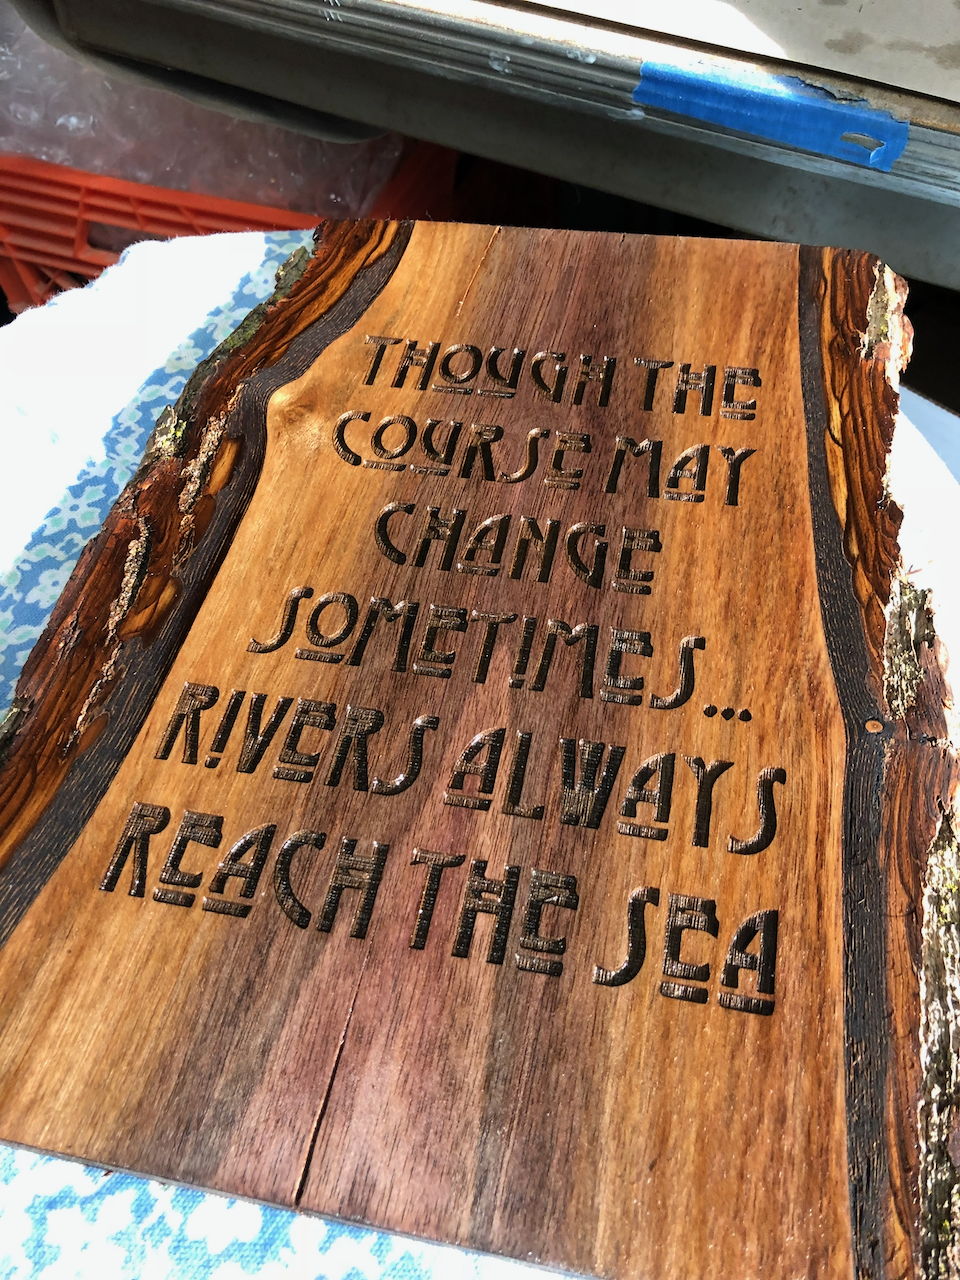 THOUGH THE
COURSE MAY
CHANGE
SOMETIMES...
RIVERS ALWAYS
REACH THE SEA